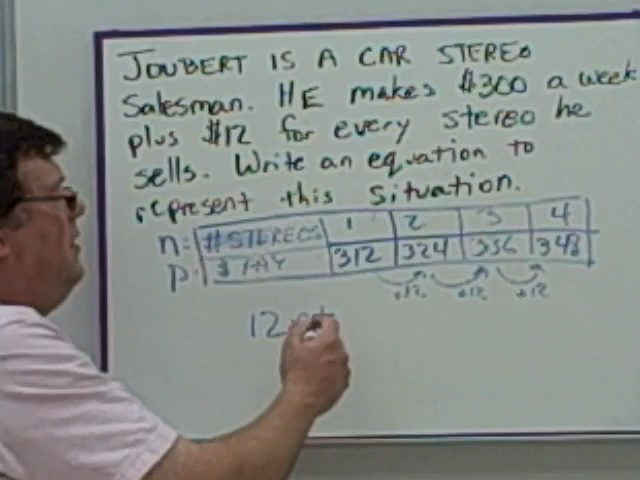 JOUBERT IS A CAR STEREO
Salesman. HE makes $300 a week
plus $12 for every stereo he
sells. Write an equation to
represent this situation.
n: # STEREOS 1 2 3 4
P: $ PAY 312 324 336 348
+12 +12 +12
12